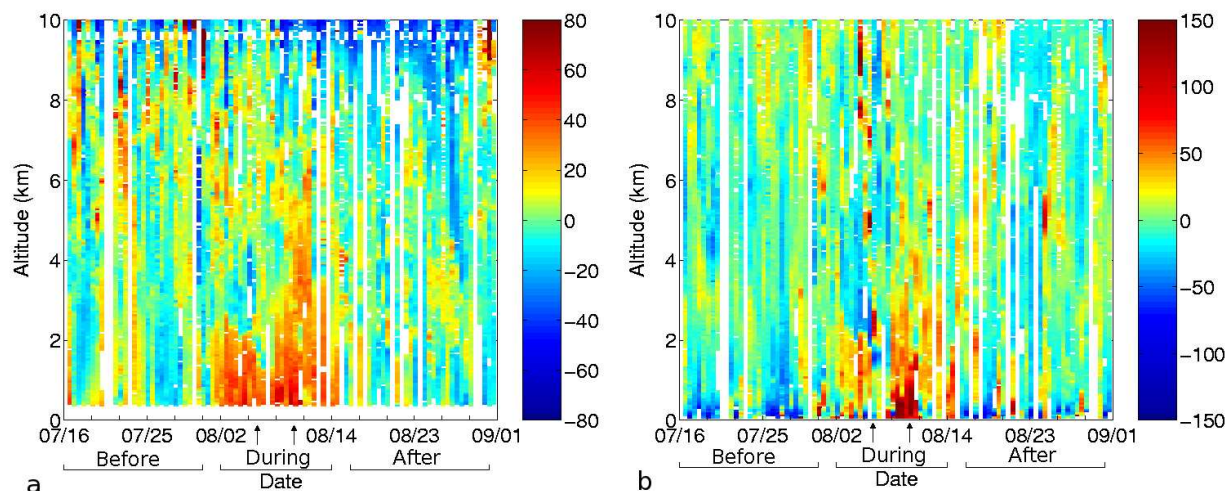 10 80
8 60
40
6 20
Altitude (km) 0
4 −20
2 −40
−60
0 −80
07/16 07/25 08/02 08/14 08/23 09/01
Before During After
Date
a
10 150
8 100
6 50
Altitude (km) 0
4 −50
2 −100
0 −150
07/16 07/25 08/02 08/14 08/23 09/01
Before During After
Date
b